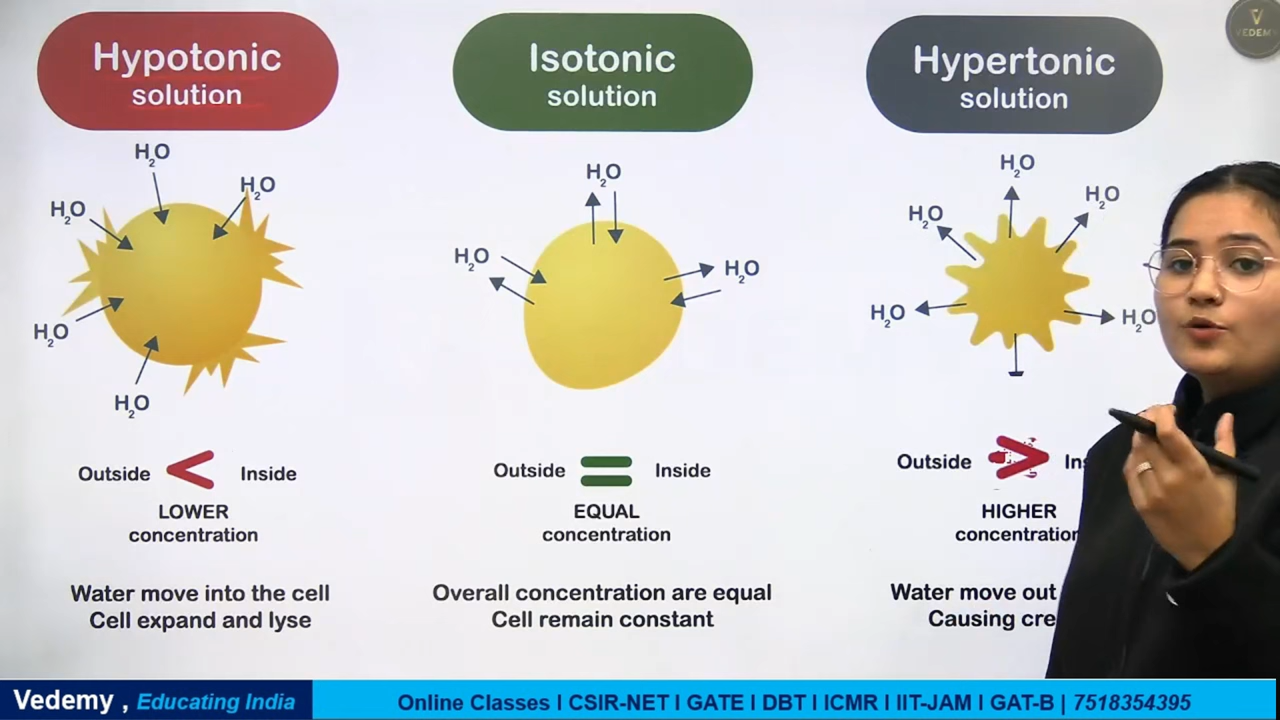 Hypotonic
solution
Isotonic
solution
Hypertonic
solution
VEDEMY
H₂O
H₂O
H₂O
H₂O
H₂O
H₂O
H₂O
H₂O
H₂O
H₂O
H₂O
H₂O
H₂O
Outside < Inside
LOWER
concentration
Outside = Inside
EQUAL
concentration
Outside >
HIGHER
concentration
Water move into the cell
Cell expand and lyse
Overall concentration are equal
Cell remain constant
Water move out
Causing
Vedemy , Educating India
Online Classes I CSIR-NET I GATE I DBT I ICMR I IIT-JAM I GAT-B | 7518354395